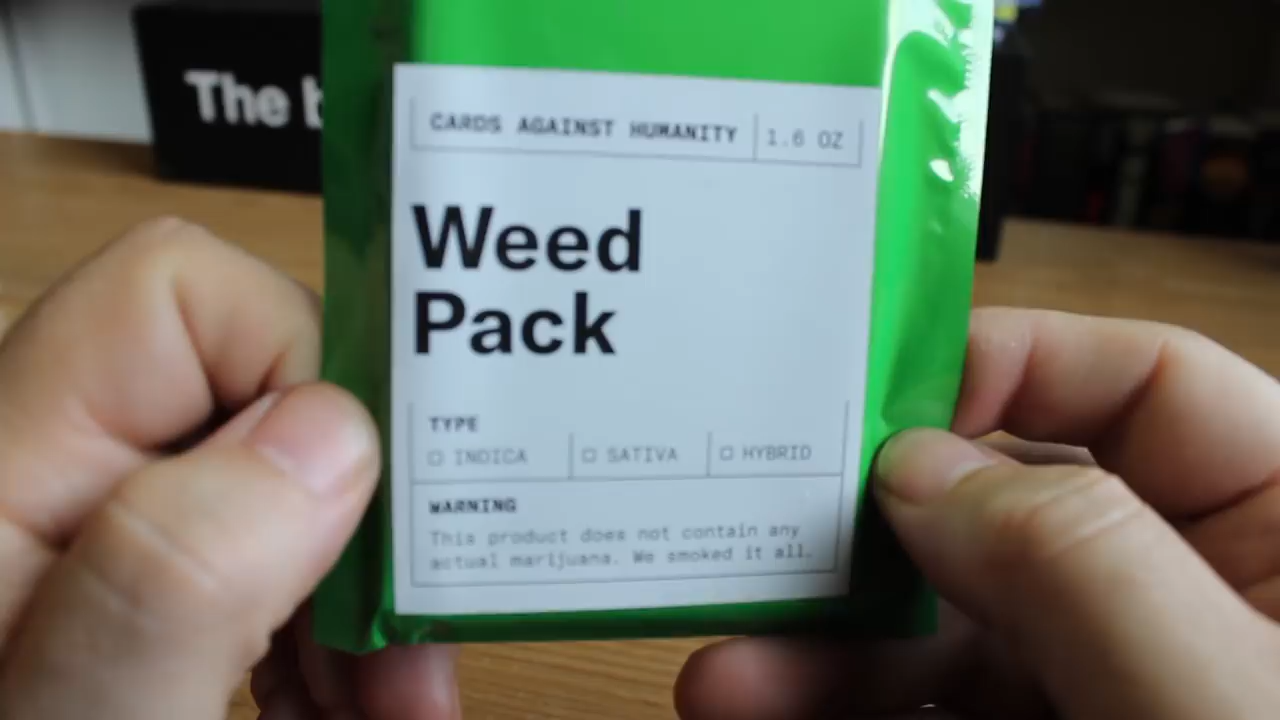 The b
CARDS AGAINST HUMANITY 1.6 OZ
Weed
Pack
TYPE
☐ INDICA ☐ SATIVA ☐ HYBRID
WARNING
This product does not contain any
actual marijuana. We smoked it all.